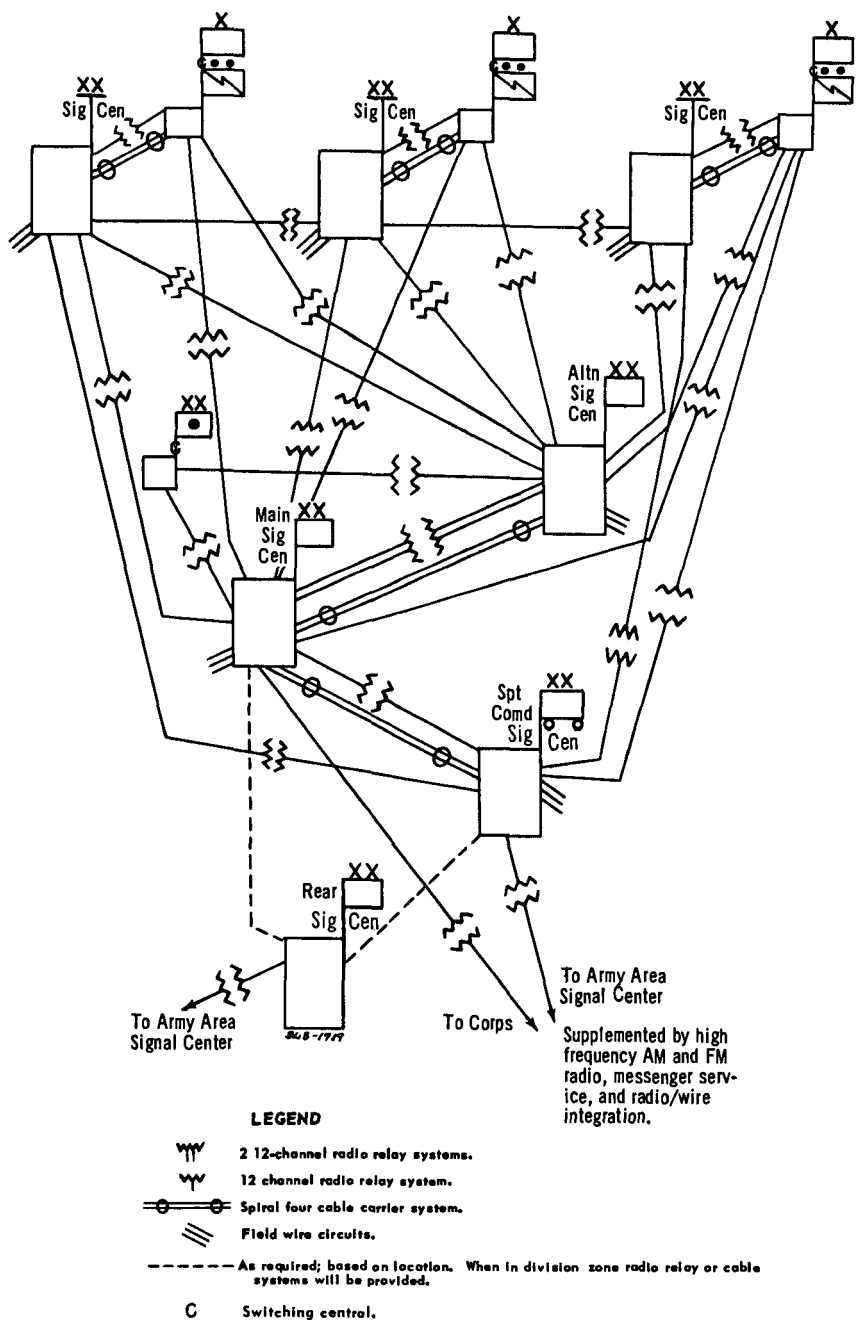 X
X
X
XX
Sig Cen
C
XX
Sig Cen
C
XX
Sig Cen
C
Altn
Sig
Cen
XX
XX
C
Main
Sig
Cen
XX
Spt
Comd
Sig Cen
XX
Rear
Sig Cen
XX
To Army Area
Signal Center
To Corps
To Army Area
Signal Center
Supplemented by high
frequency AM and FM
radio, messenger serv-
ice, and radio/wire
integration.
LEGEND
2 12-channel radio relay systems.
12 channel radio relay system.
Spiral four cable carrier system.
Field wire circuits.
As required; based on location. When in division zone radio relay or cable
systems will be provided.
C Switching central.